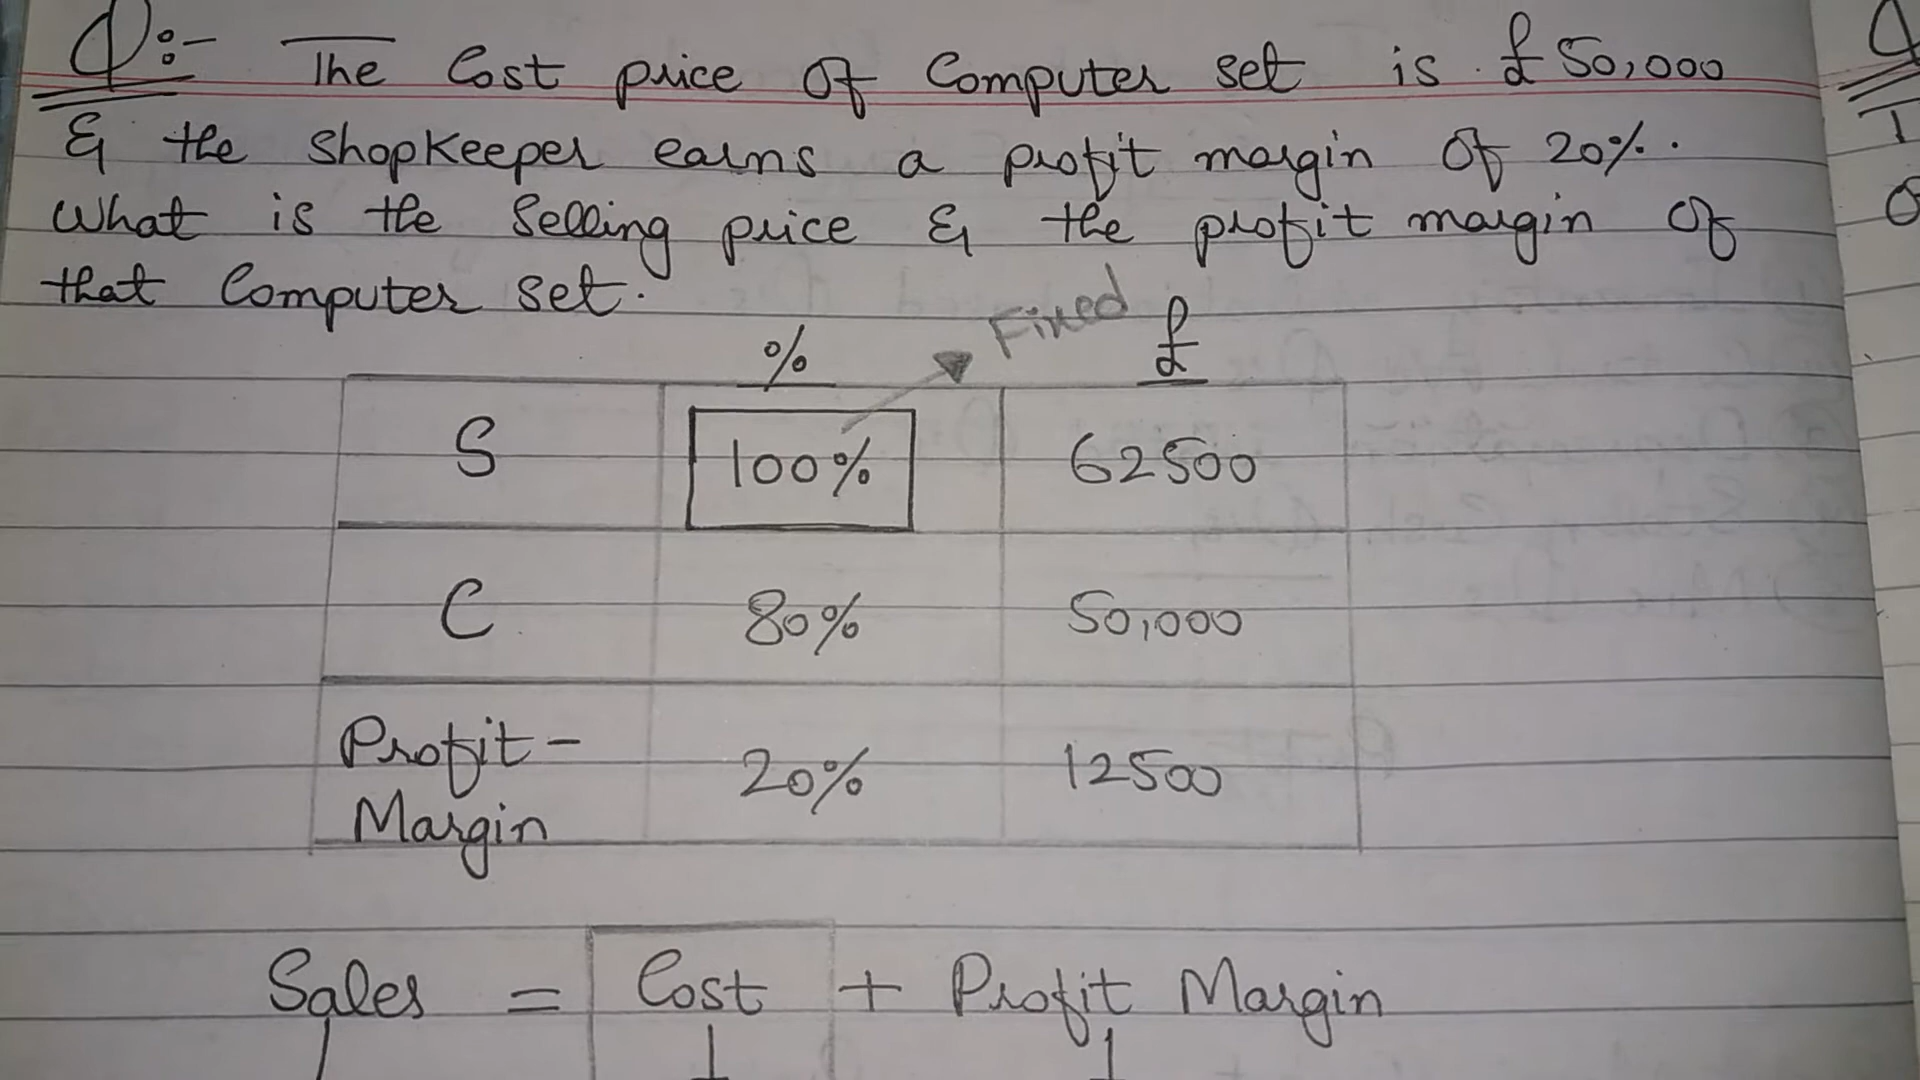 Q:- The Cost price of Computer set is £50,000
& the shopkeeper earns a profit margin of 20%.
What is the Selling price & the profit margin of
that Computer set.
Fixed
% £
S 100% 62500
C 80% 50,000
Profit- 20% 12500
Margin
Sales = Cost + Profit Margin